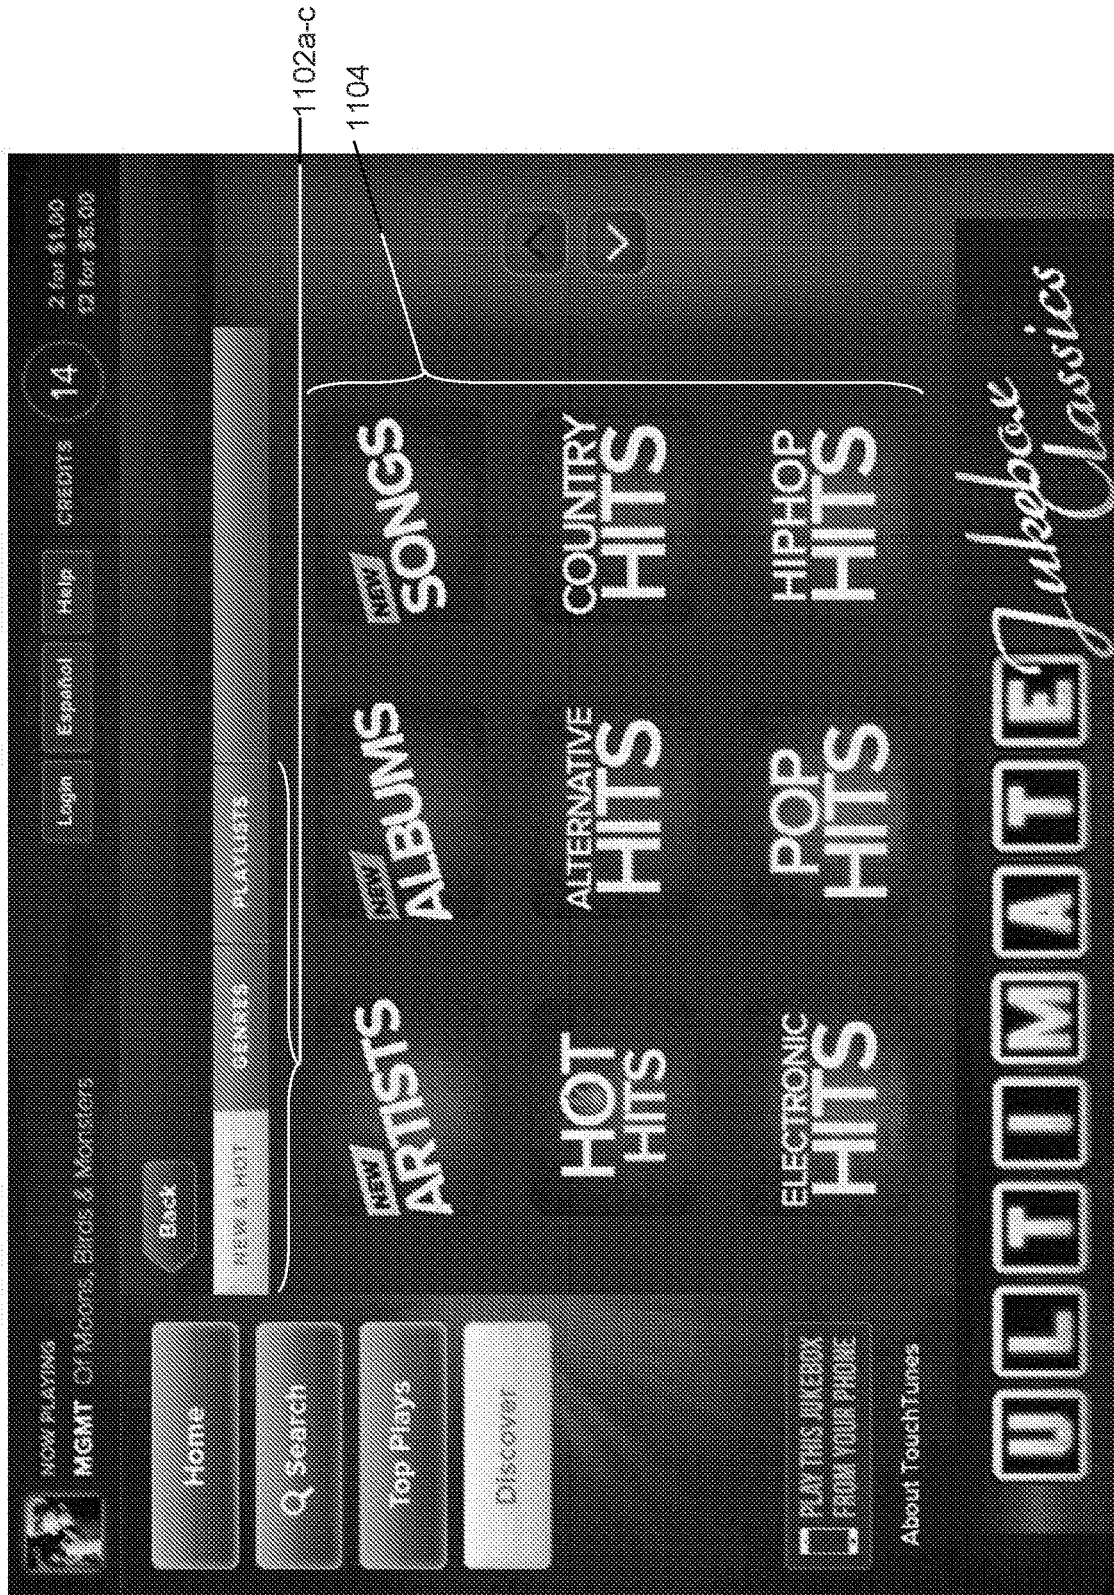 NOW PLAYING
MGMT Of Moons, Birds & Monsters
Login
Español
Help
CREDITS
14
2 for $1.00
12 for $5.00
Home
Search
Top Plays
Discover
Back
NEW & HOT
GENRES
PLAYLISTS
1102a-c
1104
NEW
ARTISTS
NEW
ALBUMS
NEW
SONGS
HOT
HITS
ALTERNATIVE
HITS
COUNTRY
HITS
ELECTRONIC
HITS
POP
HITS
HIPHOP
HITS
PLAY THIS JUKEBOX
FROM YOUR PHONE
About TouchTunes
ULTIMATE Jukebox
Classics